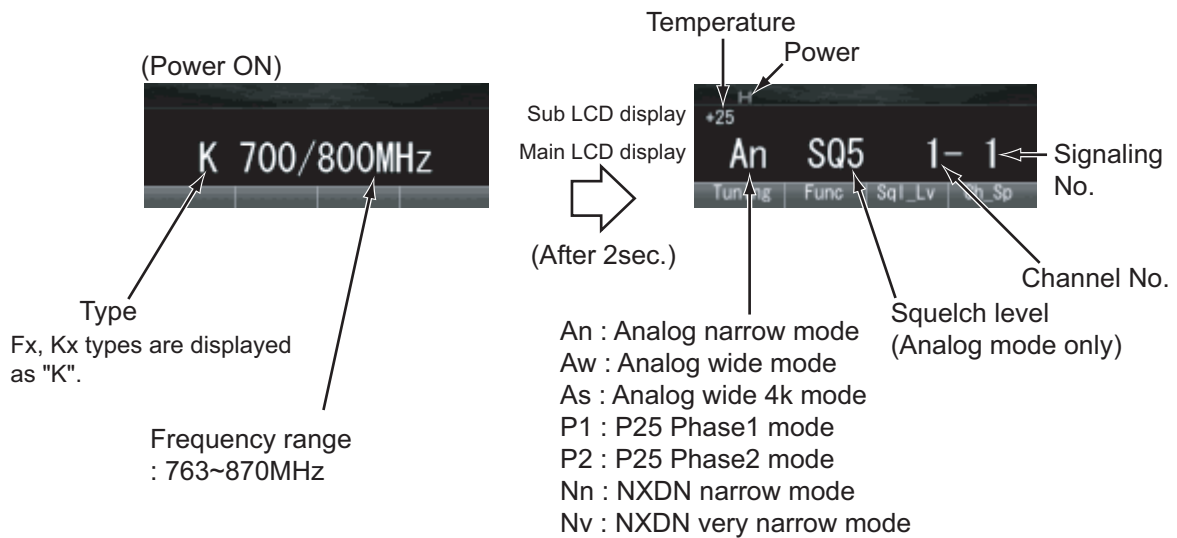 Temperature
Power
(Power ON)
Sub LCD display
Main LCD display
K 700/800MHz
H
+25
An SQ5 1- 1
Tuning Func Sql_Lv Ch_Sp
Signaling
No.
(After 2sec.)
Type
Fx, Kx types are displayed
as "K".
Frequency range
: 763~870MHz
Channel No.
Squelch level
(Analog mode only)
An : Analog narrow mode
Aw : Analog wide mode
As : Analog wide 4k mode
P1 : P25 Phase1 mode
P2 : P25 Phase2 mode
Nn : NXDN narrow mode
Nv : NXDN very narrow mode